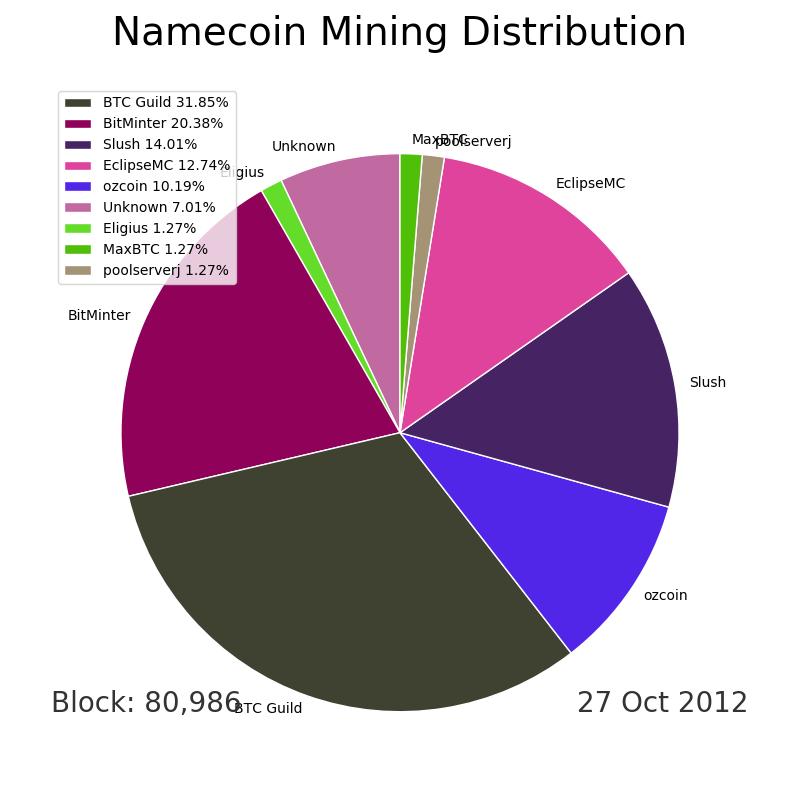 Namecoin Mining Distribution
BTC Guild 31.85%
BitMinter 20.38%
Slush 14.01%
EclipseMC 12.74%
ozcoin 10.19%
Unknown 7.01%
Eligius 1.27%
MaxBTC 1.27%
poolserverj 1.27%
MaxBTC
poolserverj
Unknown
Eligius
EclipseMC
BitMinter
Slush
ozcoin
BTC Guild
Block: 80,986
27 Oct 2012